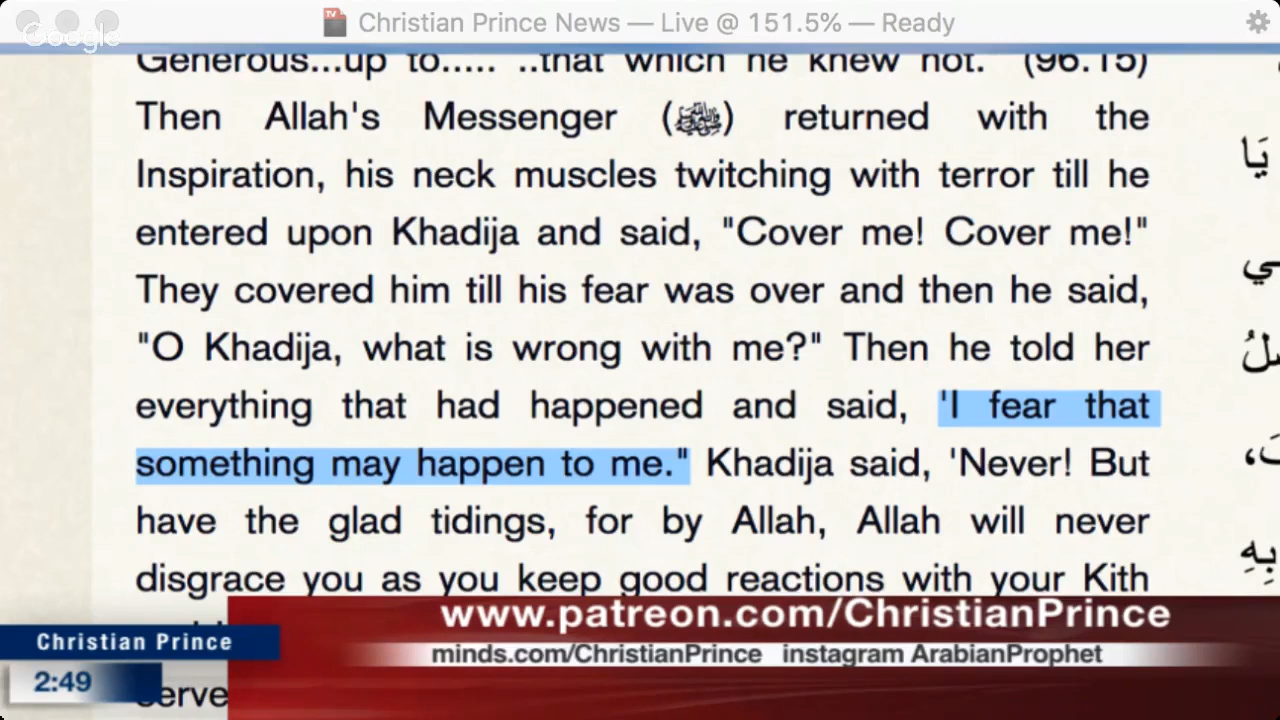 Christian Prince News — Live @ 151.5% — Ready
Google
Generous...up to..... ..that which he knew not." (96.15)
Then Allah's Messenger (ﷺ) returned with the
Inspiration, his neck muscles twitching with terror till he
entered upon Khadija and said, "Cover me! Cover me!"
They covered him till his fear was over and then he said,
"O Khadija, what is wrong with me?" Then he told her
everything that had happened and said, 'I fear that
something may happen to me." Khadija said, 'Never! But
have the glad tidings, for by Allah, Allah will never
disgrace you as you keep good reactions with your Kith
serve
يَا
بِهِ
www.patreon.com/ChristianPrince
Christian Prince
minds.com/ChristianPrince instagram ArabianProphet
2:49